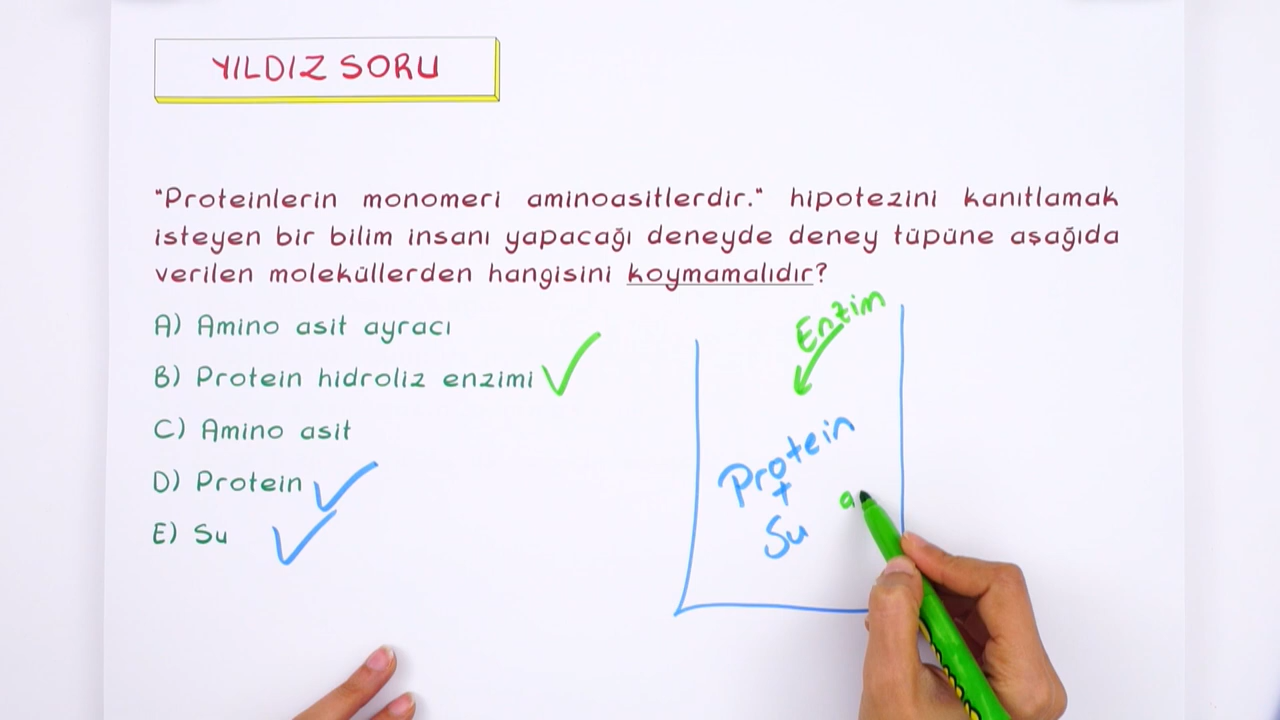 YILDIZ SORU
"Proteinlerin monomeri aminoasitlerdir." hipotezini kanıtlamak
isteyen bir bilim insanı yapacağı deneyde deney tüpüne aşağıda
verilen moleküllerden hangisini koymamalıdır?
A) Amino asit ayracı
B) Protein hidroliz enzimi
C) Amino asit
D) Protein
E) Su
Enzim
Protein
+
Su
a